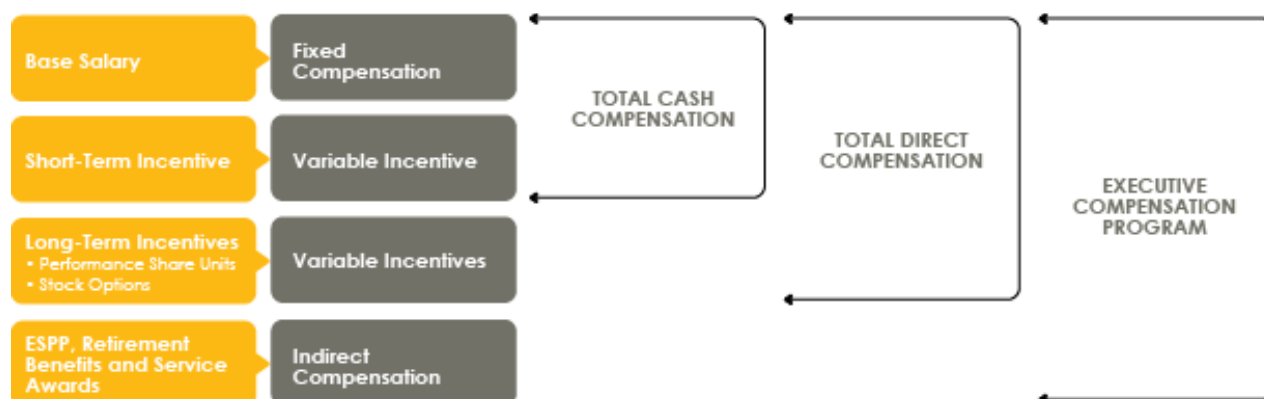 Base Salary
Fixed
Compensation
TOTAL CASH
COMPENSATION
TOTAL DIRECT
COMPENSATION
EXECUTIVE
COMPENSATION
PROGRAM
Short-Term Incentive
Variable Incentive
Long-Term Incentives
• Performance Share Units
• Stock Options
Variable Incentives
ESPP, Retirement
Benefits and Service
Awards
Indirect
Compensation